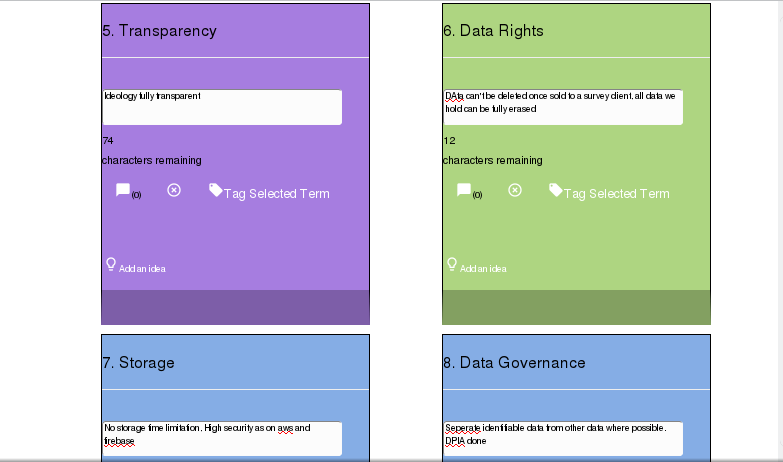 5. Transparency
Ideology fully transparent
74
characters remaining
(0)
Tag Selected Term
Add an idea
6. Data Rights
DAta can't be deleted once sold to a survey client, all data we
hold can be fully erased
12
characters remaining
(0)
Tag Selected Term
Add an idea
7. Storage
No storage time limitation. High security as on aws and
firebase
8. Data Governance
Seperate identifiable data from other data where possible.
DPIA done